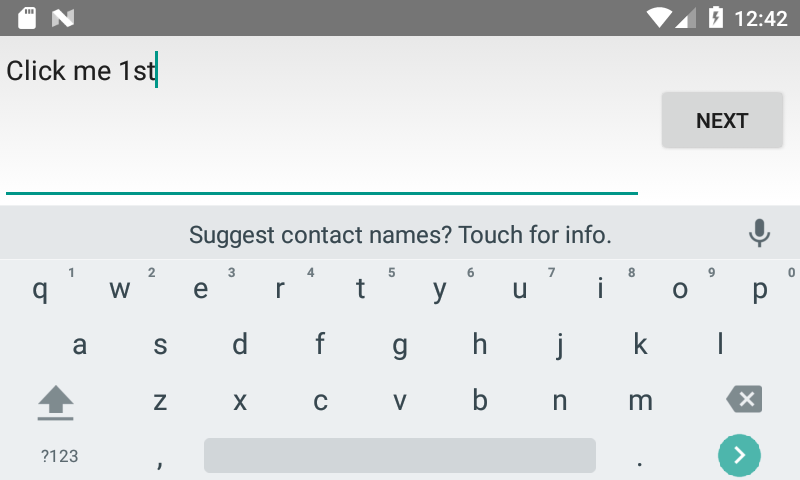 12:42
Click me 1st
NEXT
Suggest contact names? Touch for info.
q 1 w 2 e 3 r 4 t 5 y 6 u 7 i 8 o 9 p 0
a s d f g h j k l
z x c v b n m
?123 , .